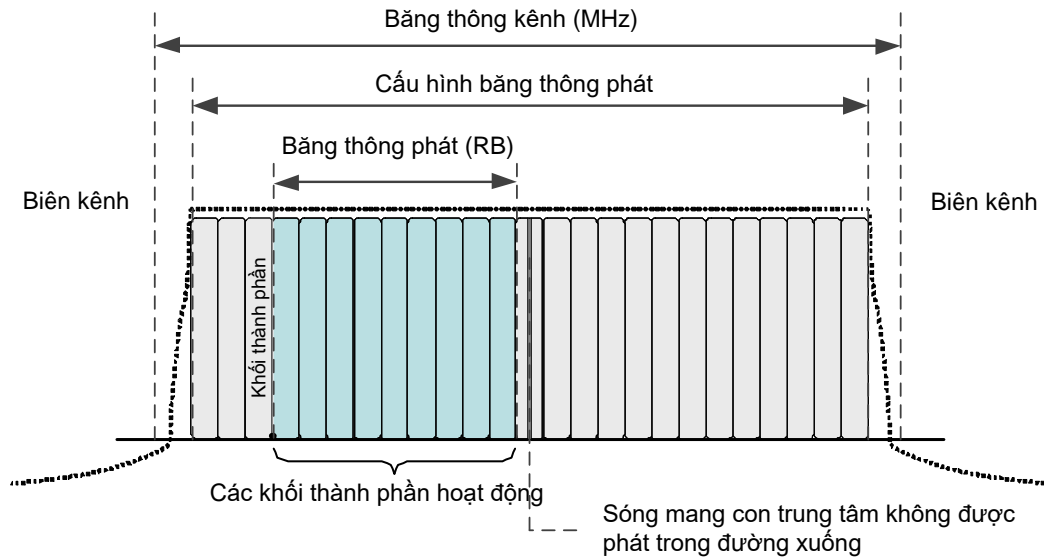 Băng thông kênh (MHz)
Cấu hình băng thông phát
Băng thông phát (RB)
Biên kênh
Biên kênh
Khối thành phần
Các khối thành phần hoạt động
Sóng mang con trung tâm không được
phát trong đường xuống